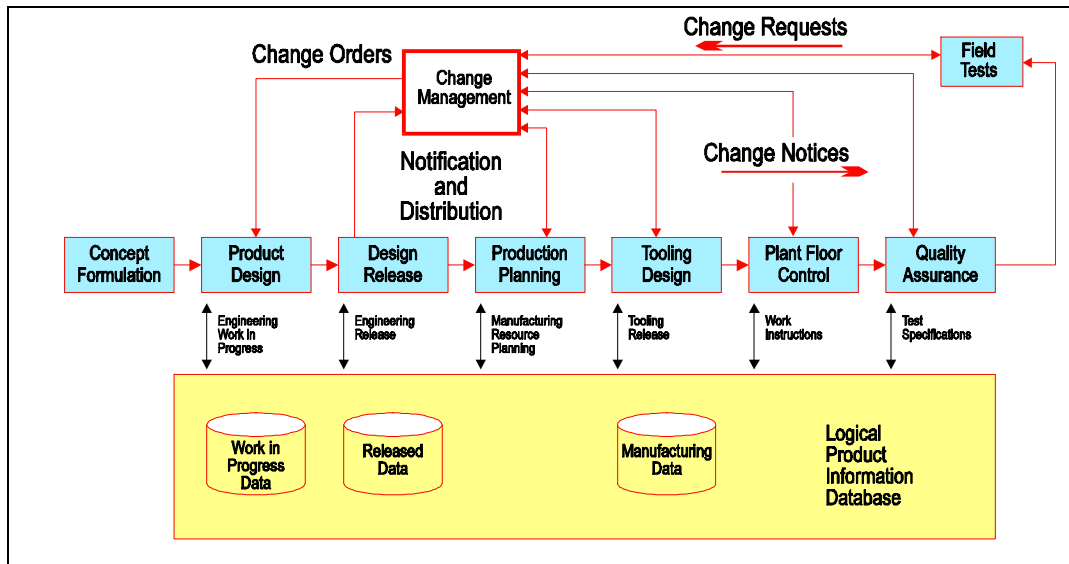 Change Requests
Change Orders
Change
Management
Field
Tests
Notification
and
Distribution
Change Notices
Concept
Formulation
Product
Design
Design
Release
Production
Planning
Tooling
Design
Plant Floor
Control
Quality
Assurance
Engineering
Work in
Progress
Engineering
Release
Manufacturing
Resource
Planning
Tooling
Release
Work
Instructions
Test
Specifications
Work in
Progress
Data
Released
Data
Manufacturing
Data
Logical
Product
Information
Database